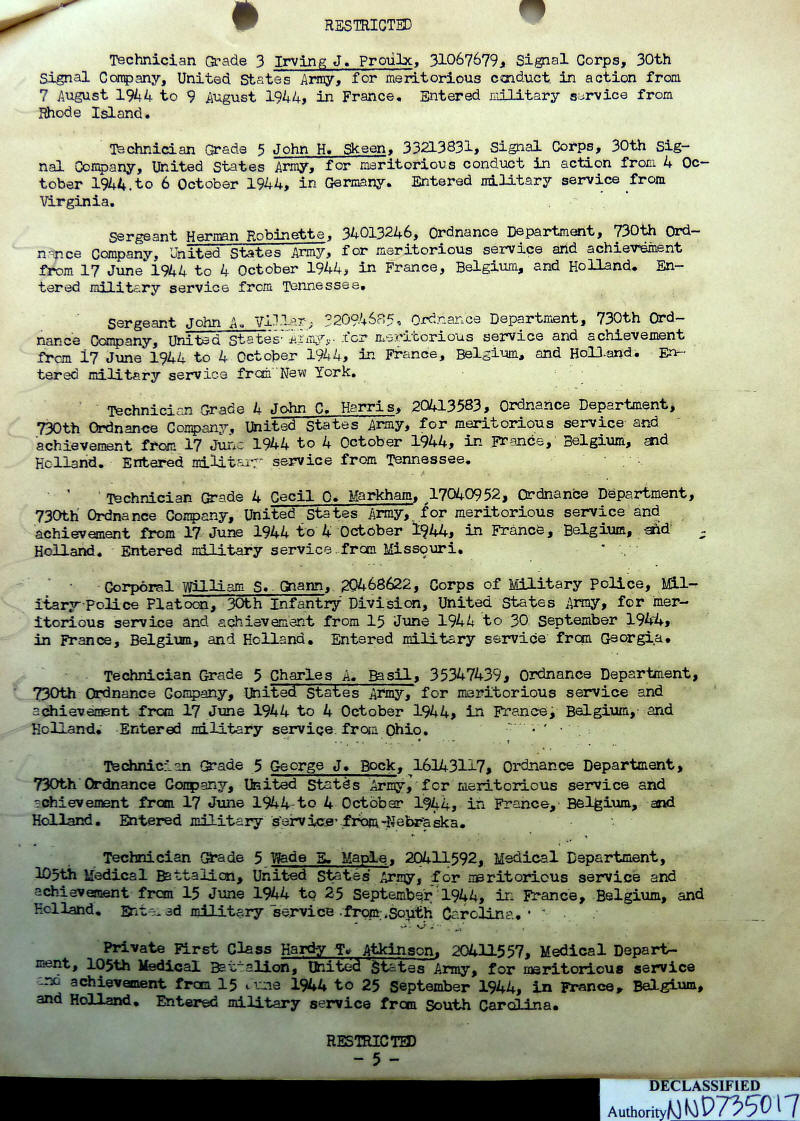 RESTRICTED
Technician Grade 3 Irving J. Proulx, 31067679, Signal Corps, 30th
Signal Company, United States Army, for meritorious conduct in action from
7 August 1944 to 9 August 1944, in France. Entered military service from
Rhode Island.
Technician Grade 5 John H. Skeen, 33213831, Signal Corps, 30th Sig-
nal Company, United States Army, for meritorious conduct in action from 4 Oc-
tober 1944 to 6 October 1944, in Germany. Entered military service from
Virginia.
Sergeant Herman Robinette, 34013246, Ordnance Department, 730th Ord-
nance Company, United States Army, for meritorious service and achievement
from 17 June 1944 to 4 October 1944, in France, Belgium, and Holland. En-
tered military service from Tennessee.
Sergeant John A. Villar, 32094685, Ordnance Department, 730th Ord-
nance Company, United States Army, for meritorious service and achievement
from 17 June 1944 to 4 October 1944, in France, Belgium, and Holland. En-
tered military service from New York.
Technician Grade 4 John C. Harris, 20413583, Ordnance Department,
730th Ordnance Company, United States Army, for meritorious service and
achievement from 17 June 1944 to 4 October 1944, in France, Belgium, and
Holland. Entered military service from Tennessee.
Technician Grade 4 Cecil O. Markham, 17040952, Ordnance Department,
730th Ordnance Company, United States Army, for meritorious service and
achievement from 17 June 1944 to 4 October 1944, in France, Belgium, and
Holland. Entered military service from Missouri.
Corporal William S. Gnann, 20468622, Corps of Military Police, Mil-
itary Police Platoon, 30th Infantry Division, United States Army, for mer-
itorious service and achievement from 15 June 1944 to 30 September 1944,
in France, Belgium, and Holland. Entered military service from Georgia.
Technician Grade 5 Charles A. Basil, 35347439, Ordnance Department,
730th Ordnance Company, United States Army, for meritorious service and
achievement from 17 June 1944 to 4 October 1944, in France, Belgium, and
Holland. Entered military service from Ohio.
Technician Grade 5 George J. Bock, 16143117, Ordnance Department,
730th Ordnance Company, United States Army, for meritorious service and
achievement from 17 June 1944 to 4 October 1944, in France, Belgium, and
Holland. Entered military service from Nebraska.
Technician Grade 5 Wade E. Maple, 20411592, Medical Department,
105th Medical Battalion, United States Army, for meritorious service and
achievement from 15 June 1944 to 25 September 1944, in France, Belgium, and
Holland. Entered military service from South Carolina.
Private First Class Hardy T. Atkinson, 20411557, Medical Depart-
ment, 105th Medical Battalion, United States Army, for meritorious service
and achievement from 15 June 1944 to 25 September 1944, in France, Belgium,
and Holland. Entered military service from South Carolina.
RESTRICTED
- 5 -
DECLASSIFIED
Authority NND735017